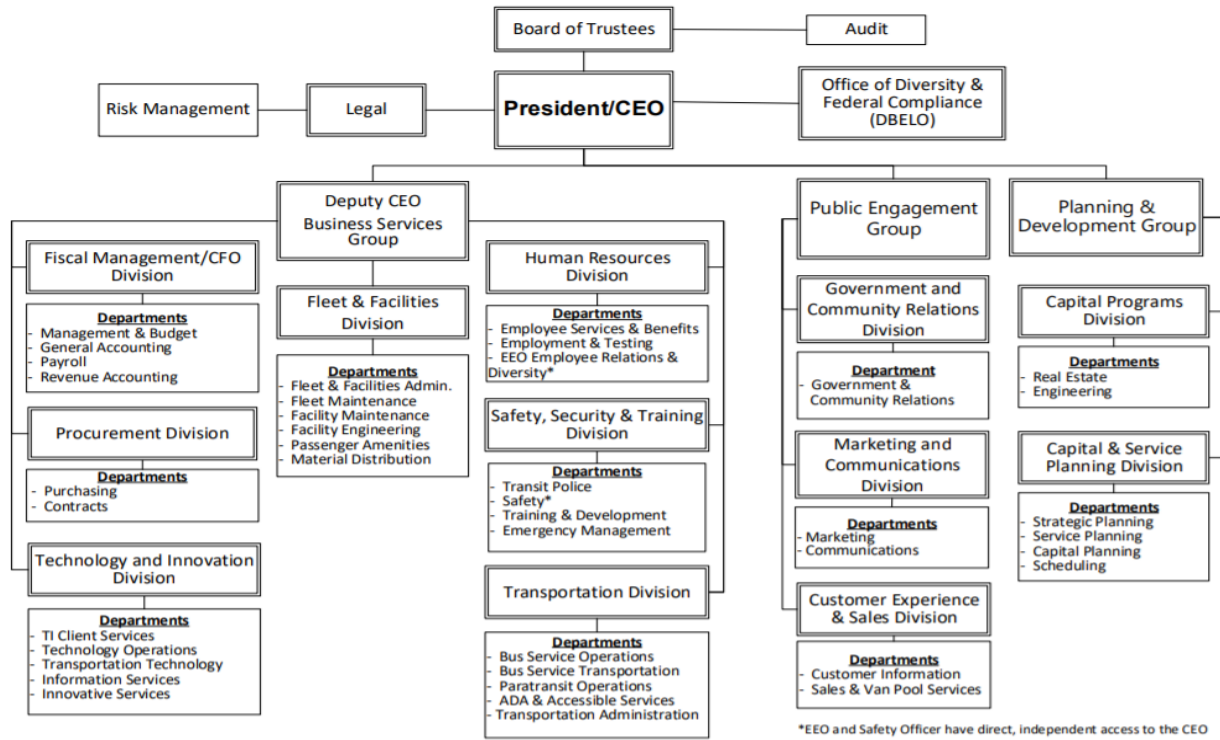 Board of Trustees
Audit
Risk Management
Legal
President/CEO
Office of Diversity &
Federal Compliance
(DBELO)
Deputy CEO
Business Services
Group
Fiscal Management/CFO
Division
Departments
- Management & Budget
- General Accounting
- Payroll
- Revenue Accounting
Procurement Division
Departments
- Purchasing
- Contracts
Technology and Innovation
Division
Departments
- TI Client Services
- Technology Operations
- Transportation Technology
- Information Services
- Innovative Services
Fleet & Facilities
Division
Departments
- Fleet & Facilities Admin.
- Fleet Maintenance
- Facility Maintenance
- Facility Engineering
- Passenger Amenities
- Material Distribution
Human Resources
Division
Departments
- Employee Services & Benefits
- Employment & Testing
- EEO Employee Relations &
Diversity*
Safety, Security & Training
Division
Departments
- Transit Police
- Safety*
- Training & Development
- Emergency Management
Transportation Division
Departments
- Bus Service Operations
- Bus Service Transportation
- Paratransit Operations
- ADA & Accessible Services
- Transportation Administration
Public Engagement
Group
Government and
Community Relations
Division
Department
- Government &
Community Relations
Marketing and
Communications
Division
Departments
- Marketing
- Communications
Customer Experience
& Sales Division
Departments
- Customer Information
- Sales & Van Pool Services
Planning &
Development Group
Capital Programs
Division
Departments
- Real Estate
- Engineering
Capital & Service
Planning Division
Departments
- Strategic Planning
- Service Planning
- Capital Planning
- Scheduling
*EEO and Safety Officer have direct, independent access to the CEO